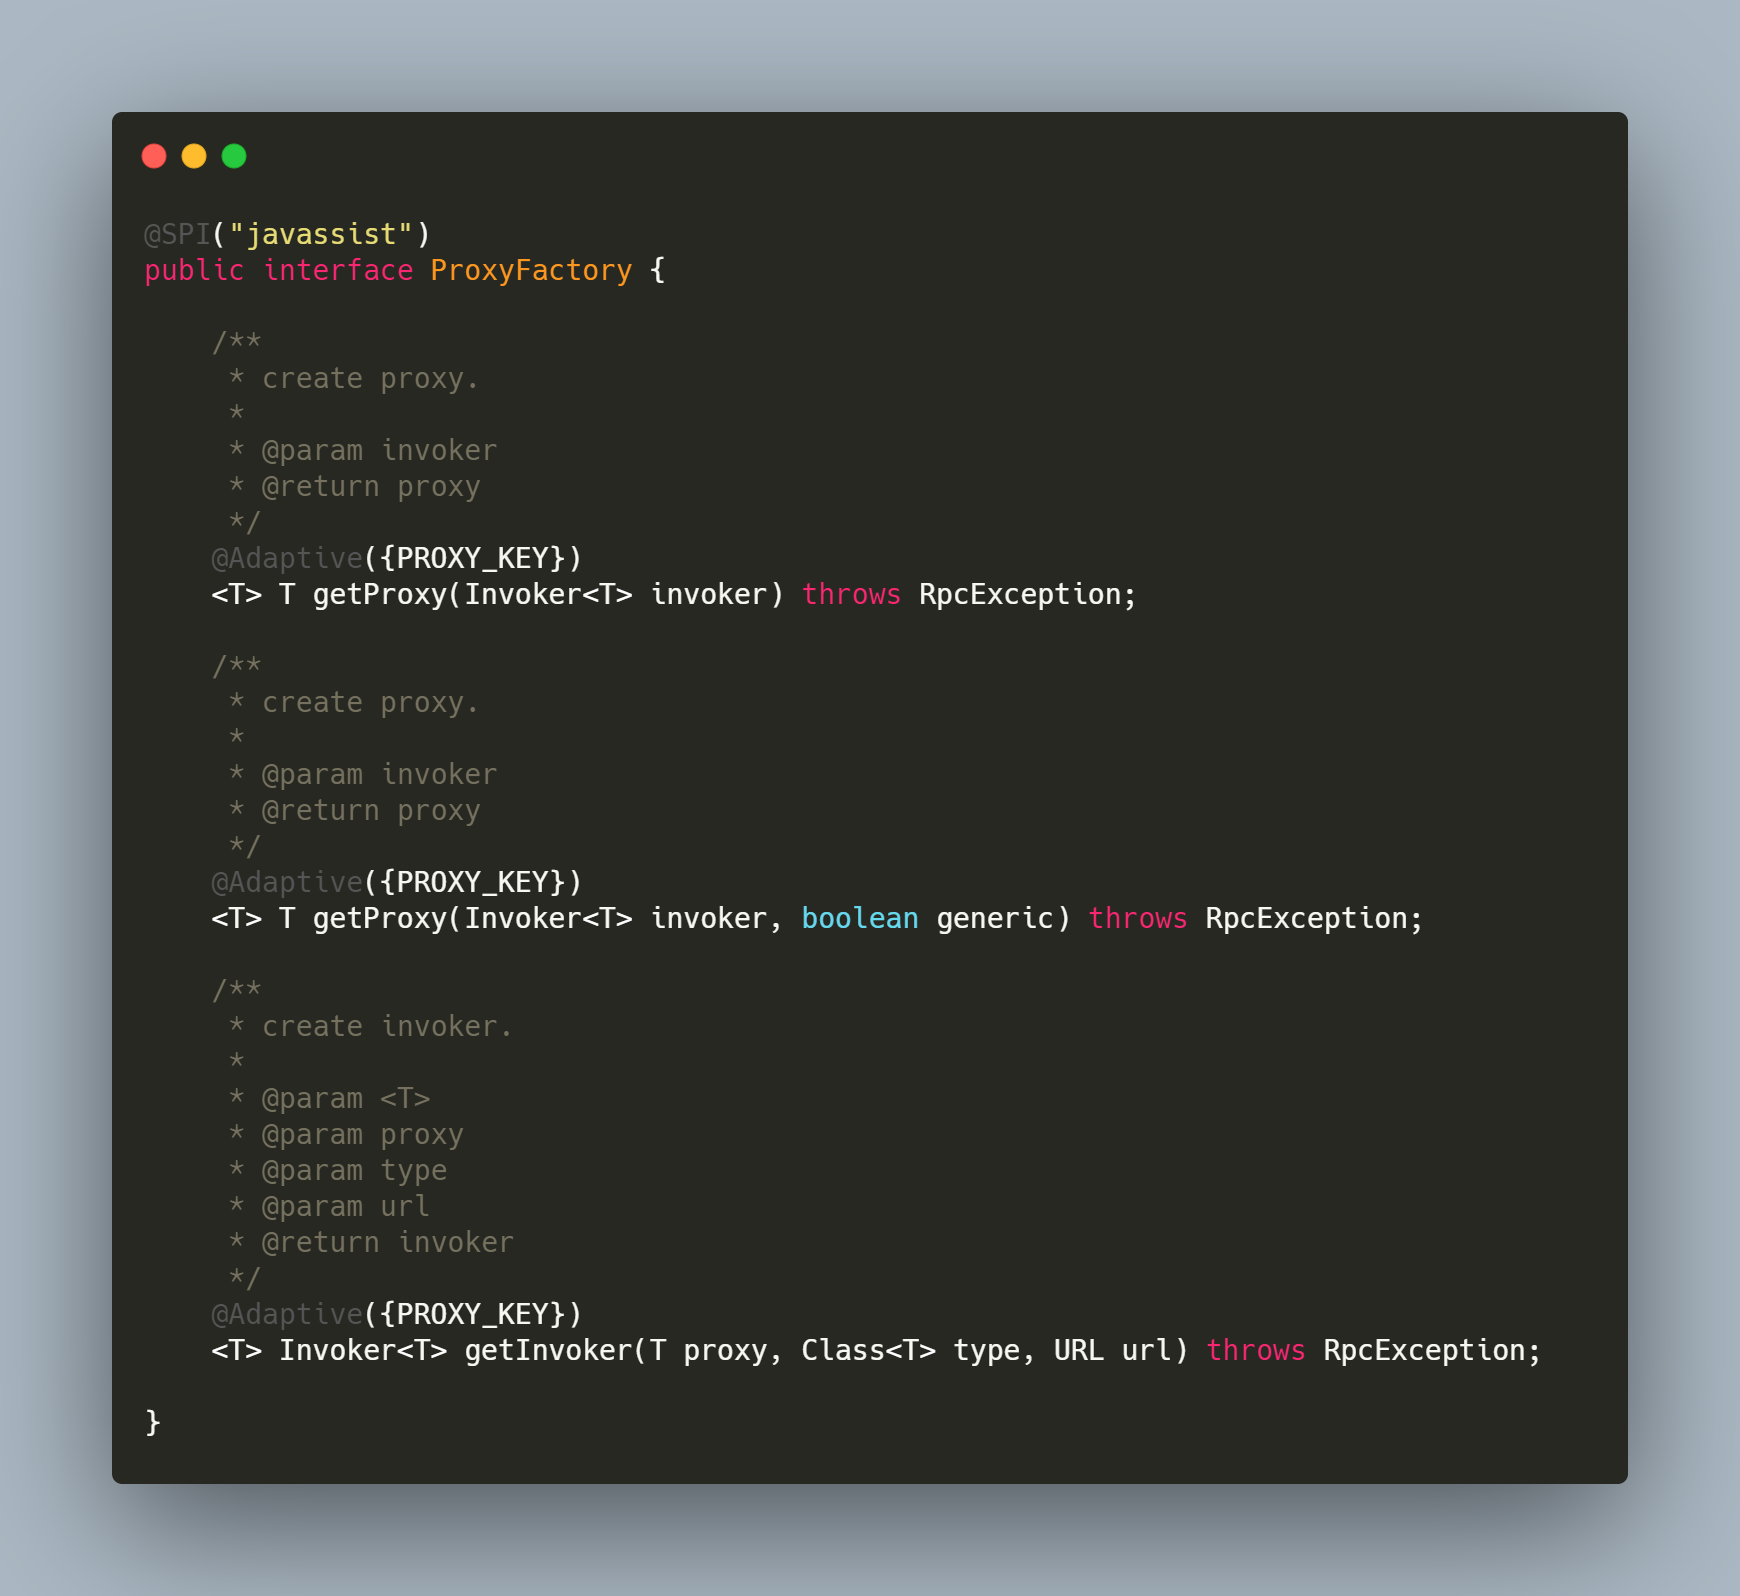 @SPI("javassist")
public interface ProxyFactory {

    /**
     * create proxy.
     *
     * @param invoker
     * @return proxy
     */
    @Adaptive({PROXY_KEY})
    <T> T getProxy(Invoker<T> invoker) throws RpcException;

    /**
     * create proxy.
     *
     * @param invoker
     * @return proxy
     */
    @Adaptive({PROXY_KEY})
    <T> T getProxy(Invoker<T> invoker, boolean generic) throws RpcException;

    /**
     * create invoker.
     *
     * @param <T>
     * @param proxy
     * @param type
     * @param url
     * @return invoker
     */
    @Adaptive({PROXY_KEY})
    <T> Invoker<T> getInvoker(T proxy, Class<T> type, URL url) throws RpcException;

}